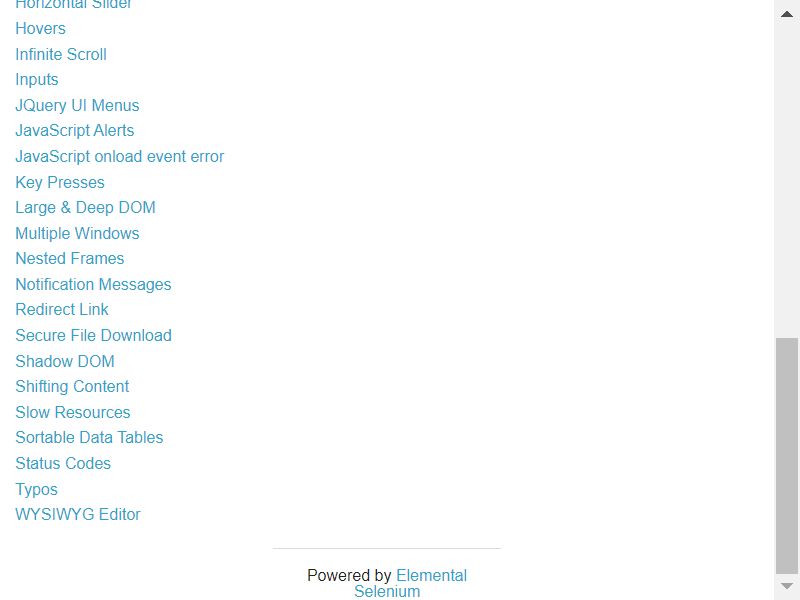 Horizontal Slider
Hovers
Infinite Scroll
Inputs
JQuery UI Menus
JavaScript Alerts
JavaScript onload event error
Key Presses
Large & Deep DOM
Multiple Windows
Nested Frames
Notification Messages
Redirect Link
Secure File Download
Shadow DOM
Shifting Content
Slow Resources
Sortable Data Tables
Status Codes
Typos
WYSIWYG Editor
Powered by Elemental
Selenium